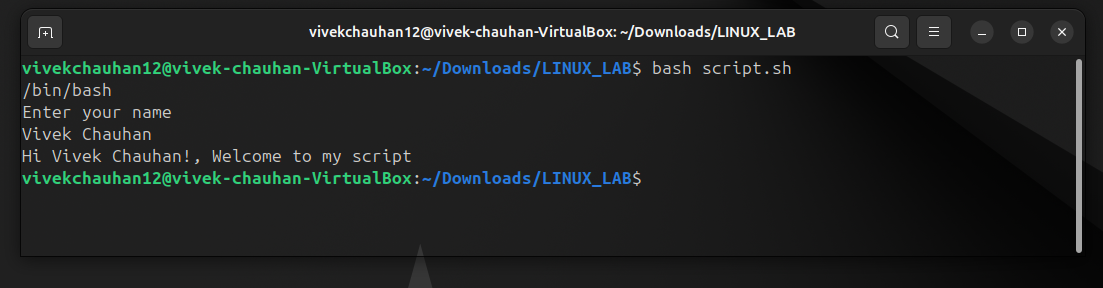 vivekchauhan12@vivek-chauhan-VirtualBox: ~/Downloads/LINUX_LAB
vivekchauhan12@vivek-chauhan-VirtualBox:~/Downloads/LINUX_LAB$ bash script.sh
/bin/bash
Enter your name
Vivek Chauhan
Hi Vivek Chauhan!, Welcome to my script
vivekchauhan12@vivek-chauhan-VirtualBox:~/Downloads/LINUX_LAB$